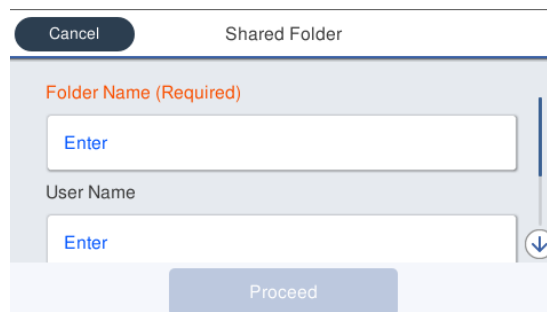 Cancel
Shared Folder
Folder Name (Required)
Enter
User Name
Enter
Proceed